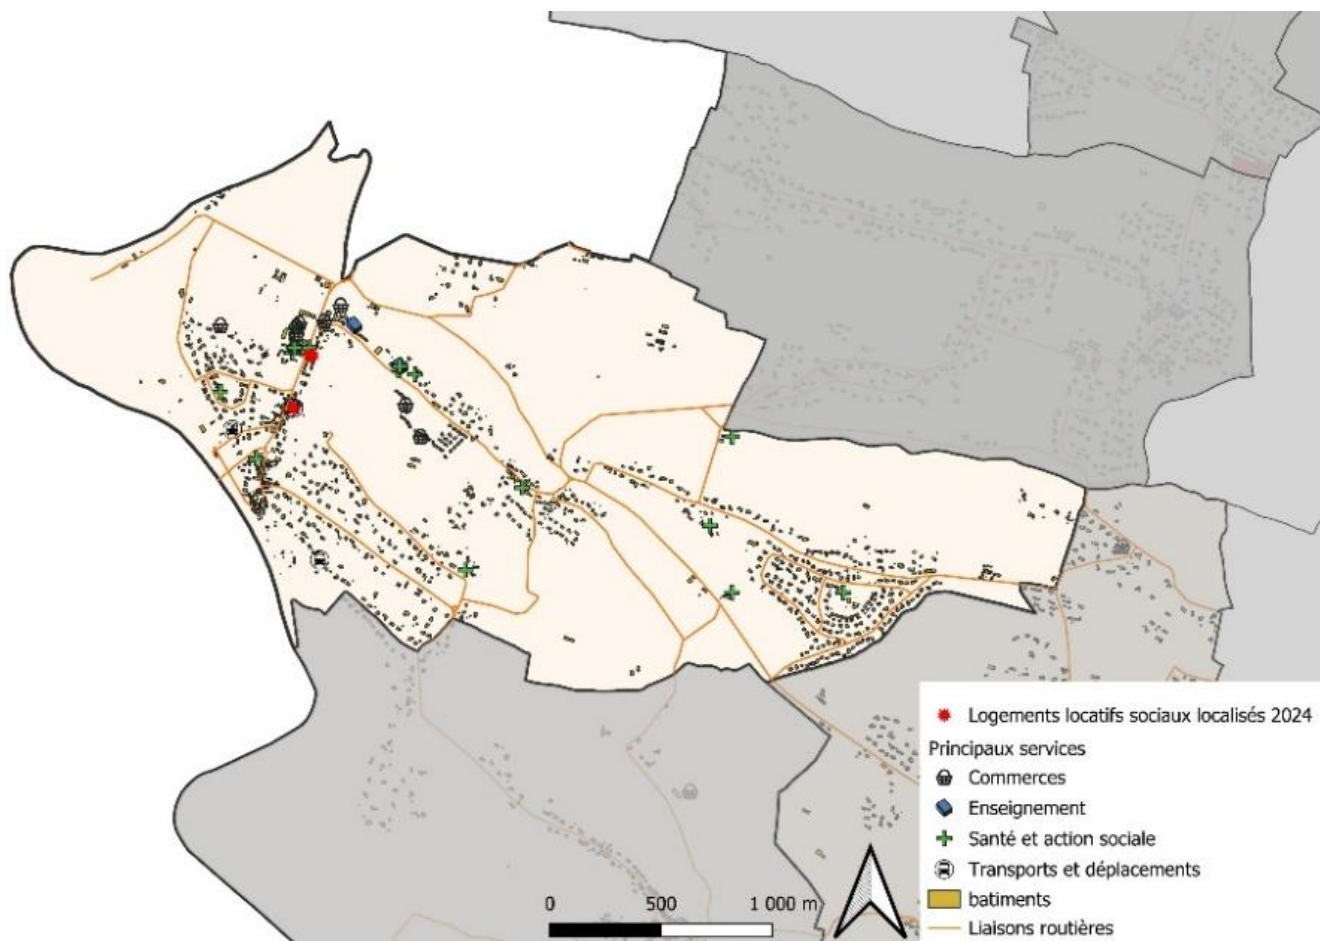 Logements locatifs sociaux localisés 2024
Principaux services
Commerces
Enseignement
Santé et action sociale
Transports et déplacements
batiments
Liaisons routières
0 500 1 000 m